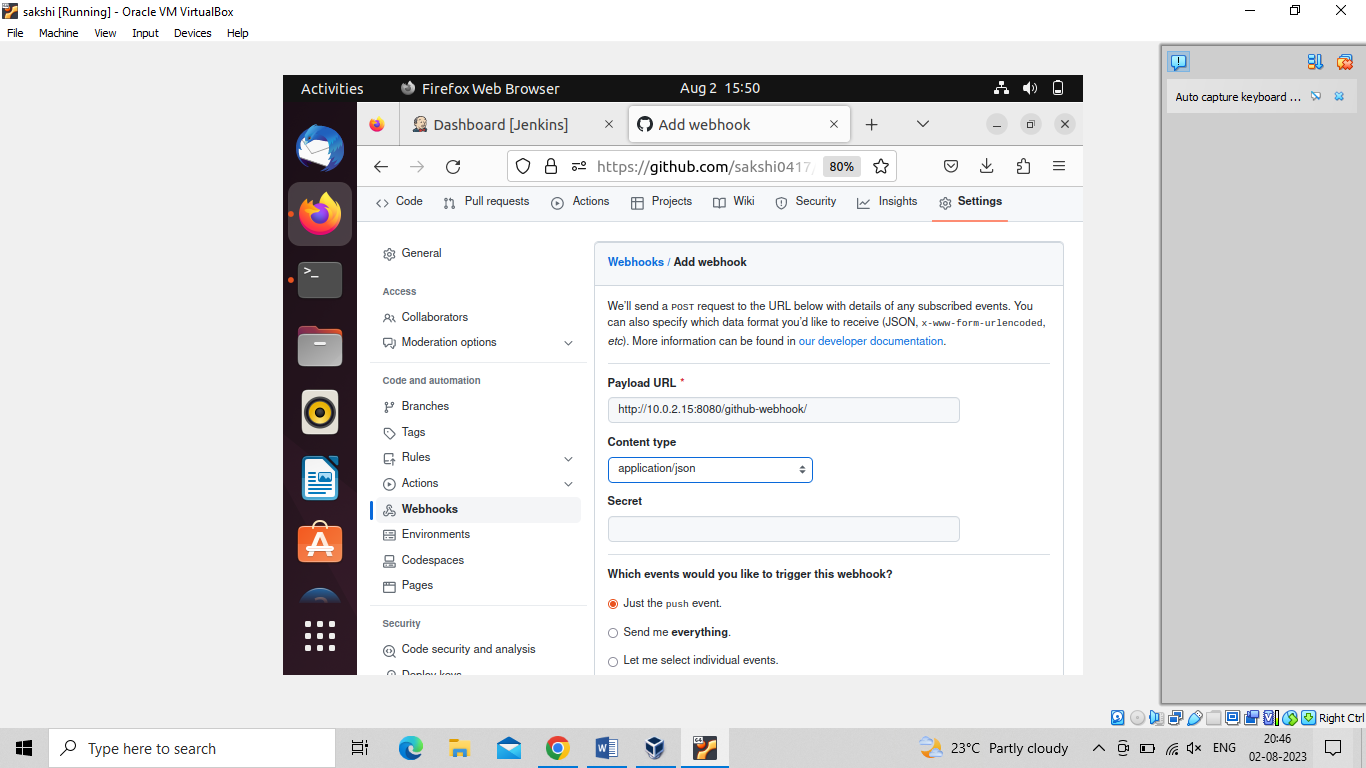 sakshi [Running] - Oracle VM VirtualBox
File Machine View Input Devices Help
Auto capture keyboard ...
Activities Firefox Web Browser Aug 2 15:50
Dashboard [Jenkins] Add webhook
https://github.com/sakshi0417/ 80%
Code Pull requests Actions Projects Wiki Security Insights Settings
General
Access
Collaborators
Moderation options
Code and automation
Branches
Tags
Rules
Actions
Webhooks
Environments
Codespaces
Pages
Security
Code security and analysis
Deploy keys
Webhooks / Add webhook
We'll send a POST request to the URL below with details of any subscribed events. You
can also specify which data format you'd like to receive (JSON, x-www-form-urlencoded,
etc). More information can be found in our developer documentation.
Payload URL *
http://10.0.2.15:8080/github-webhook/
Content type
application/json
Secret
Which events would you like to trigger this webhook?
Just the push event.
Send me everything.
Let me select individual events.
Right Ctrl
Type here to search
23°C Partly cloudy
ENG
20:46
02-08-2023